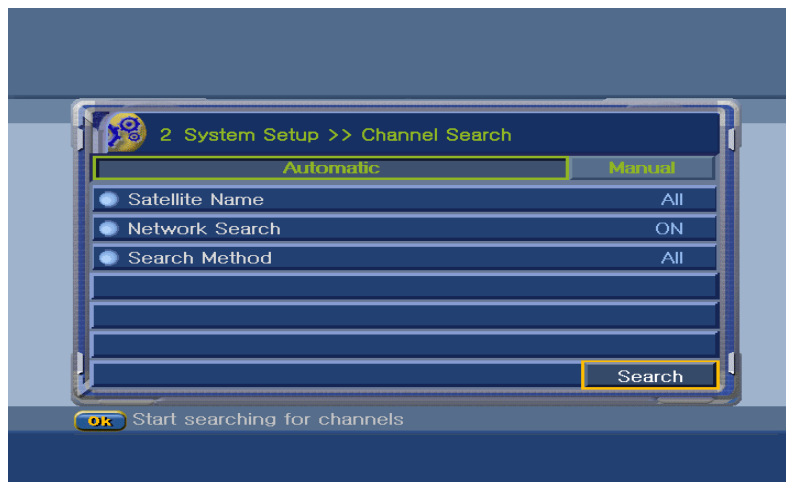 2 System Setup >> Channel Search
Automatic Manual
Satellite Name All
Network Search ON
Search Method All
Search
OK Start searching for channels